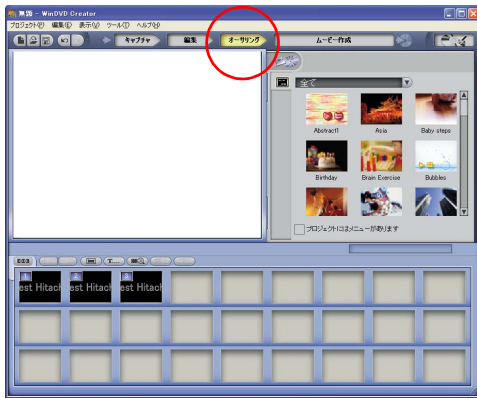 無題 - WinDVD Creator
プロジェクト(P) 編集(E) 表示(V) ツール(T) ヘルプ(H)
キャプチャ 編集 オーサリング ムービー作成
全て
Abstract1 Asia Baby steps
Birthday Brain Exercise Bubbles
プロジェクトにはメニューがあります
T...
1 2 3
est Hitach est Hitach est Hitach